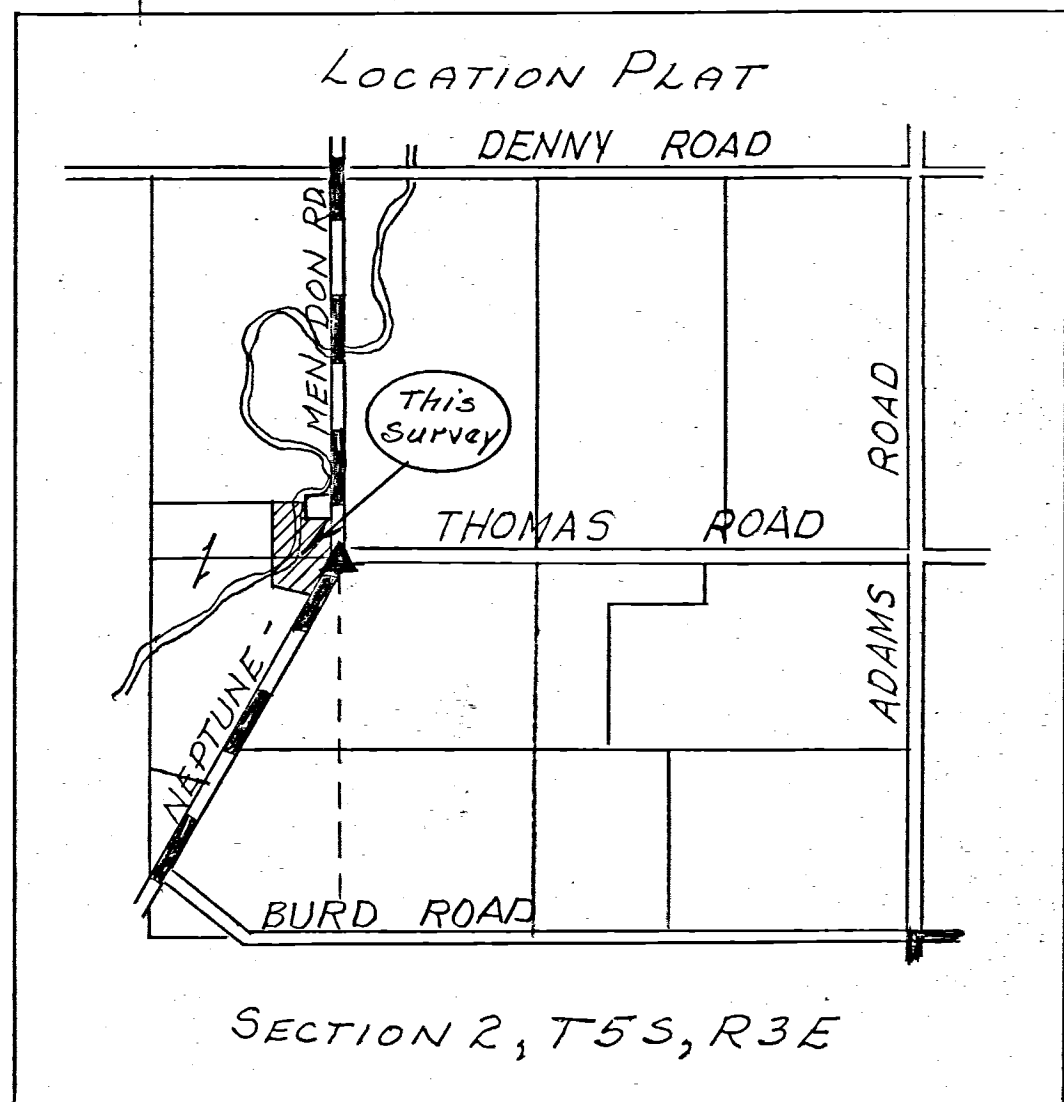 LOCATION PLAT
DENNY ROAD
MENDON RD.
This
Survey
ROAD
THOMAS ROAD
1
ADAMS
NEPTUNE -
BURD ROAD
SECTION 2, T5S, R3E